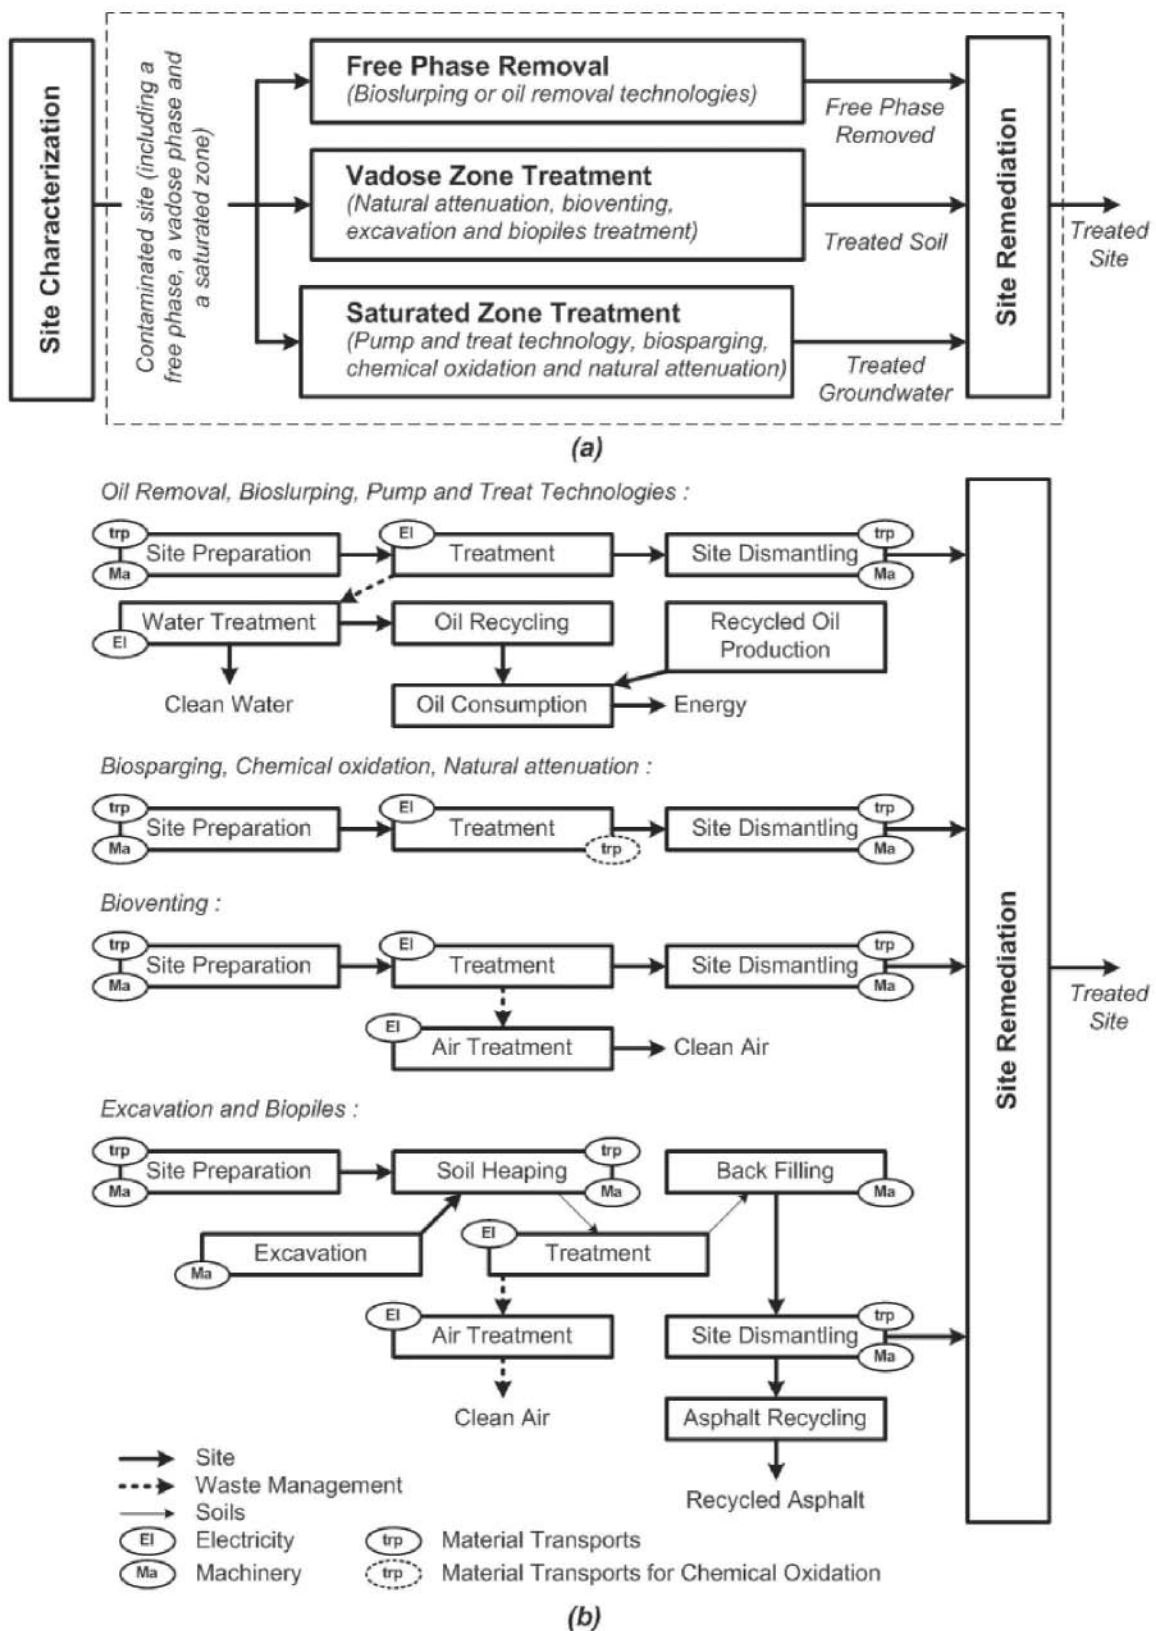 Site Characterization
Contaminated site (including a
free phase, a vadose phase and
a saturated zone)
Free Phase Removal
(Bioslurping or oil removal technologies)
Free Phase
Removed
Vadose Zone Treatment
(Natural attenuation, bioventing,
excavation and biopiles treatment)
Treated Soil
Saturated Zone Treatment
(Pump and treat technology, biosparging,
chemical oxidation and natural attenuation)
Treated
Groundwater
Site Remediation
Treated
Site
(a)
Oil Removal, Bioslurping, Pump and Treat Technologies :
trp
Ma
Site Preparation
El
Treatment
Site Dismantling
trp
Ma
Water Treatment
El
Oil Recycling
Recycled Oil
Production
Clean Water
Oil Consumption
Energy
Biosparging, Chemical oxidation, Natural attenuation :
trp
Ma
Site Preparation
El
Treatment
trp
Site Dismantling
trp
Ma
Bioventing :
trp
Ma
Site Preparation
El
Treatment
Site Dismantling
trp
Ma
El
Air Treatment
Clean Air
Site Remediation
Treated
Site
Excavation and Biopiles :
trp
Ma
Site Preparation
Soil Heaping
trp
Ma
Back Filling
Ma
Excavation
Ma
El
Treatment
El
Air Treatment
Site Dismantling
trp
Ma
Clean Air
Asphalt Recycling
Recycled Asphalt
Site
Waste Management
Soils
El Electricity
trp Material Transports
Ma Machinery
trp Material Transports for Chemical Oxidation
(b)